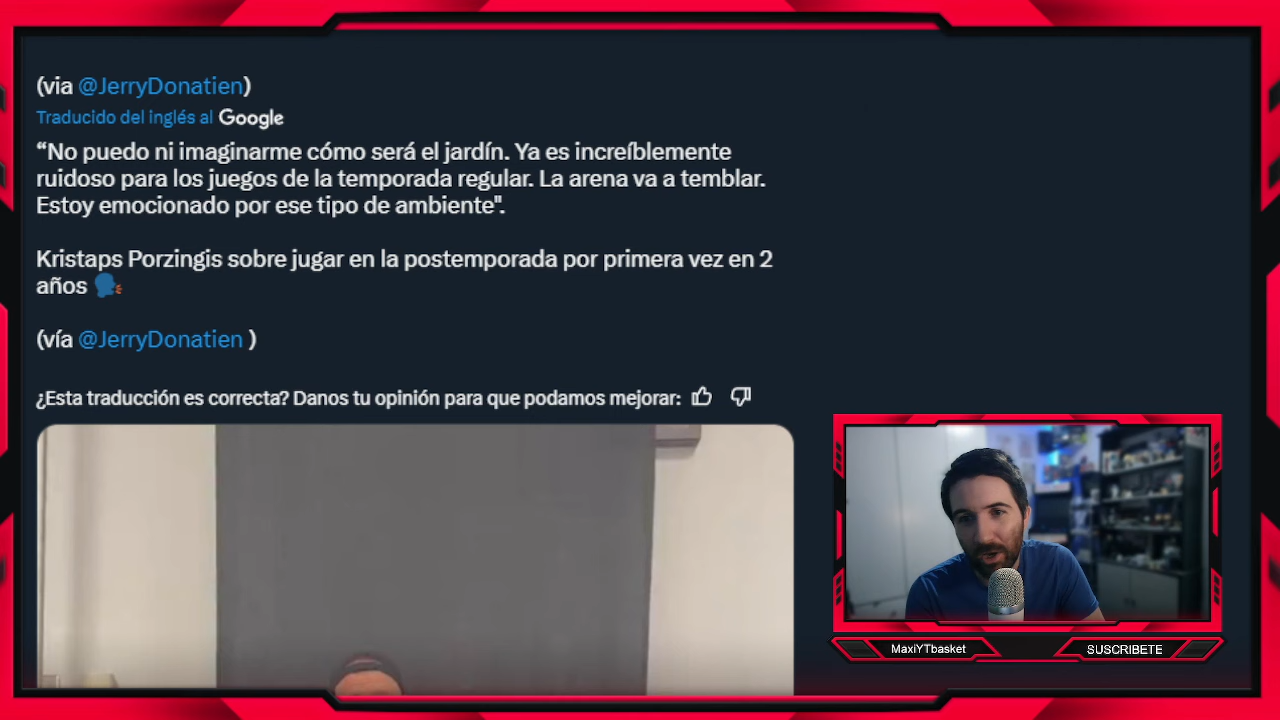 (via @JerryDonatien)
Traducido del inglés al Google
“No puedo ni imaginarme cómo será el jardín. Ya es increíblemente
ruidoso para los juegos de la temporada regular. La arena va a temblar.
Estoy emocionado por ese tipo de ambiente".
Kristaps Porzingis sobre jugar en la postemporada por primera vez en 2
años 🗣️
(vía @JerryDonatien )
¿Esta traducción es correcta? Danos tu opinión para que podamos mejorar:
MaxiYTbasket
SUSCRIBETE